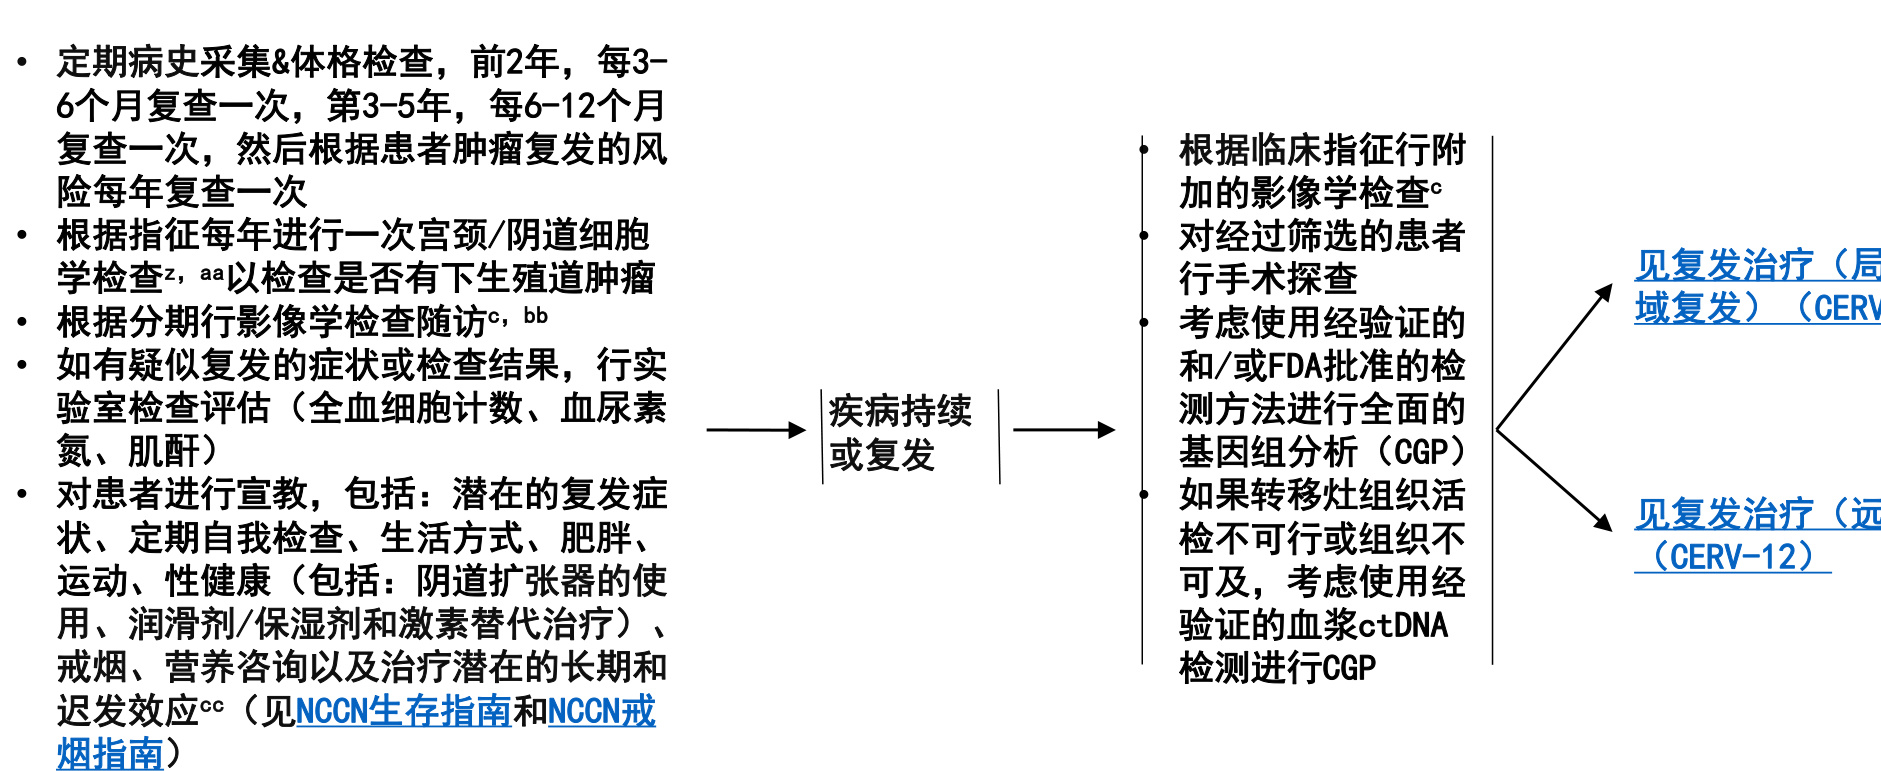 • 定期病史采集&体格检查，前2年，每3-
6个月复查一次，第3-5年，每6-12个月
复查一次，然后根据患者肿瘤复发的风
险每年复查一次
• 根据指征每年进行一次宫颈/阴道细胞
学检查z, aa以检查是否有下生殖道肿瘤
• 根据分期行影像学检查随访c, bb
• 如有疑似复发的症状或检查结果，行实
验室检查评估（全血细胞计数、血尿素
氮、肌酐）
• 对患者进行宣教，包括：潜在的复发症
状、定期自我检查、生活方式、肥胖、
运动、性健康（包括：阴道扩张器的使
用、润滑剂/保湿剂和激素替代治疗）、
戒烟、营养咨询以及治疗潜在的长期和
迟发效应cc（见NCCN生存指南和NCCN戒
烟指南）
疾病持续
或复发
• 根据临床指征行附
加的影像学检查c
• 对经过筛选的患者
行手术探查
• 考虑使用经验证的
和/或FDA批准的检
测方法进行全面的
基因组分析（CGP）
• 如果转移灶组织活
检不可行或组织不
可及，考虑使用经
验证的血浆ctDNA
检测进行CGP
见复发治疗（局
域复发）（CERV
见复发治疗（远
（CERV-12）